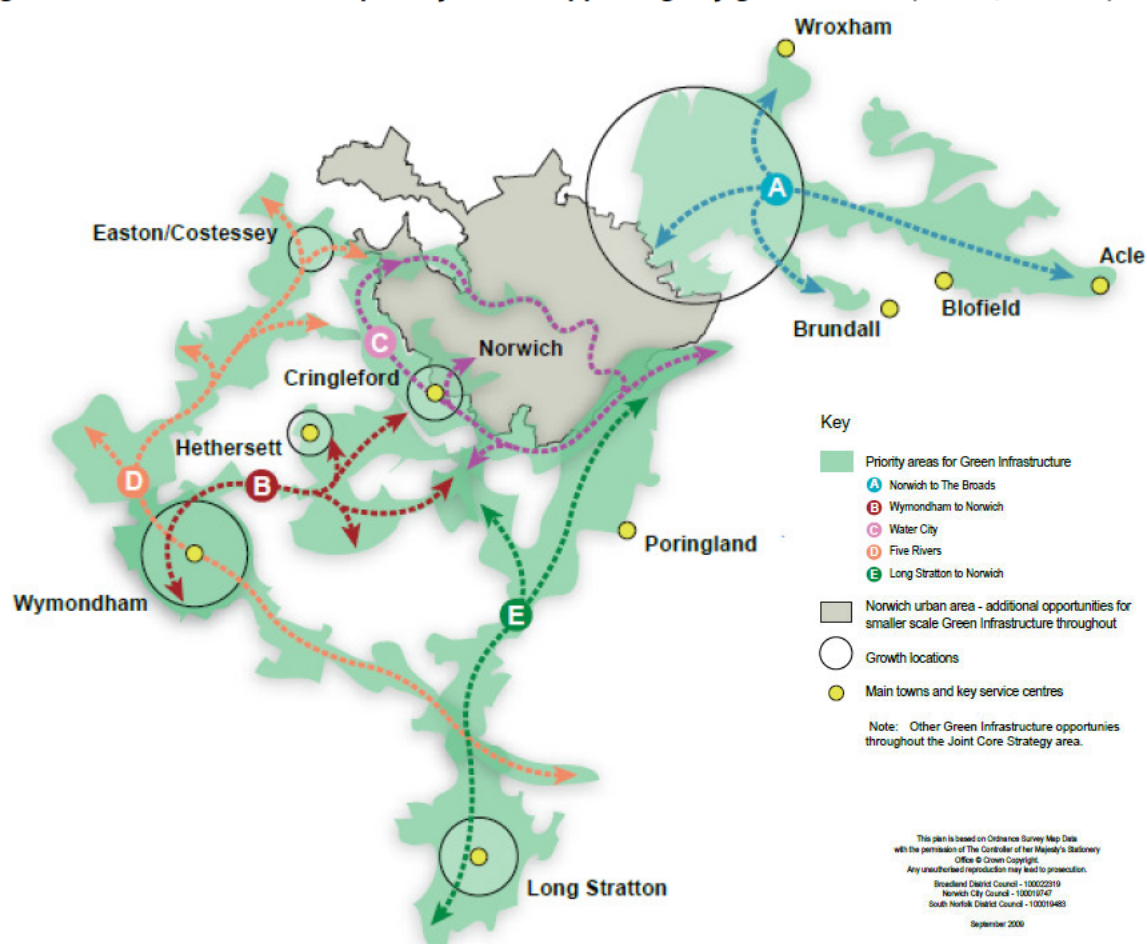 Wroxham
Easton/Costessey
A
Acle
Blofield
Brundall
C
Norwich
Cringleford
Hethersett
D
B
Poringland
Wymondham
E
Long Stratton
Key
Priority areas for Green Infrastructure
A Norwich to The Broads
B Wymondham to Norwich
C Water City
D Five Rivers
E Long Stratton to Norwich
Norwich urban area - additional opportunities for
smaller scale Green Infrastructure throughout
Growth locations
Main towns and key service centres
Note: Other Green Infrastructure opportunies
throughout the Joint Core Strategy area.
This plan is based on Ordnance Survey Map Data
with the permission of The Controller of her Majesty's Stationery
Office © Crown Copyright.
Any unauthorised reproduction may lead to prosecution.
Broadland District Council - 100022319
Norwich City Council - 100019747
South Norfolk District Council - 100019483
September 2009